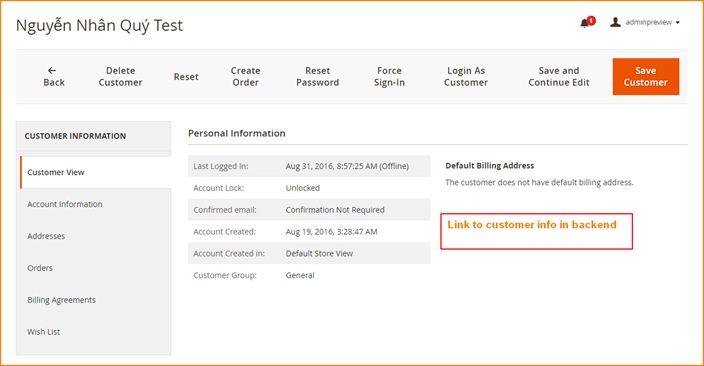 Nguyễn Nhân Quý Test
1
adminpreview
Back
Delete
Customer
Reset
Create
Order
Reset
Password
Force
Sign-In
Login As
Customer
Save and
Continue Edit
Save
Customer
CUSTOMER INFORMATION
Customer View
Account Information
Addresses
Orders
Billing Agreements
Wish List
Personal Information
Last Logged In: Aug 31, 2016, 8:57:25 AM (Offline)
Account Lock: Unlocked
Confirmed email: Confirmation Not Required
Account Created: Aug 19, 2016, 3:28:47 AM
Account Created in: Default Store View
Customer Group: General
Default Billing Address
The customer does not have default billing address.
Link to customer info in backend